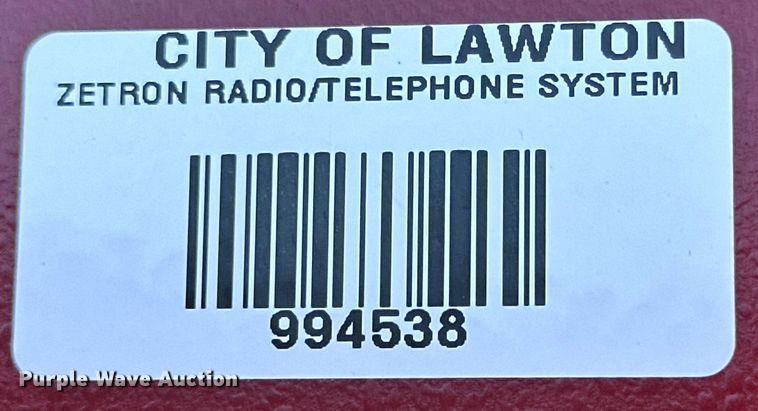 CITY OF LAWTON
ZETRON RADIO/TELEPHONE SYSTEM
994538
Purple Wave Auction